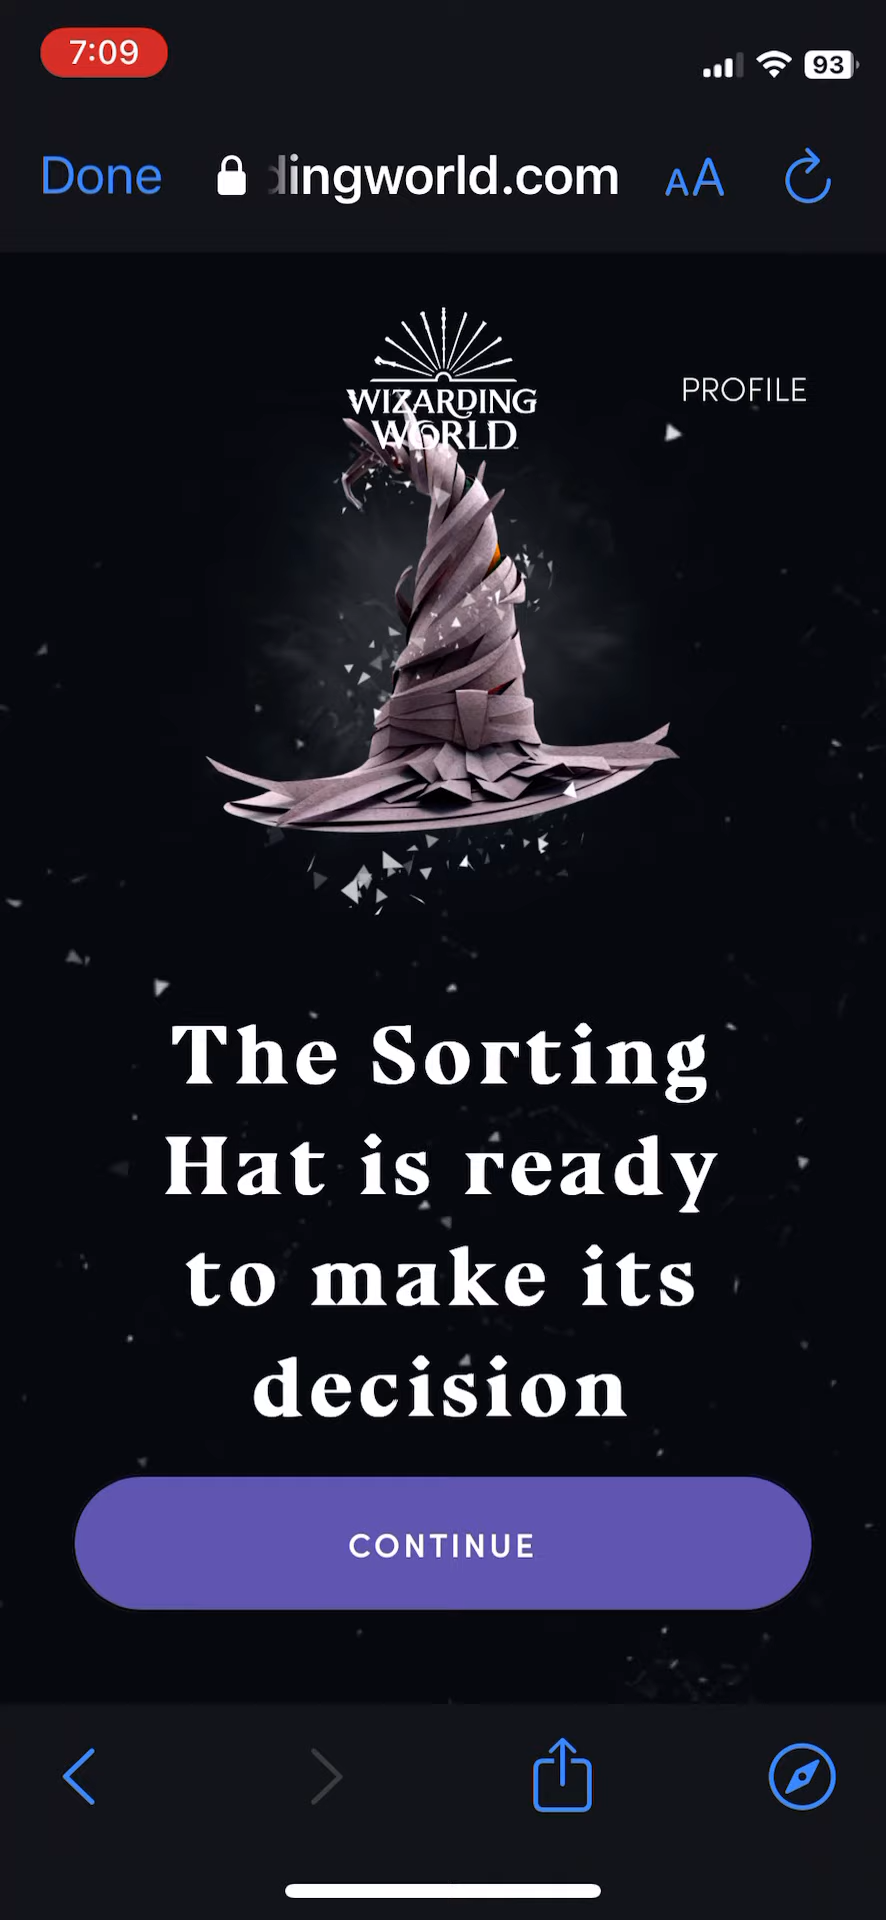 7:09
93
Done
dingworld.com
AA
WIZARDING
WORLD
PROFILE
The Sorting
Hat is ready
to make its
decision
CONTINUE